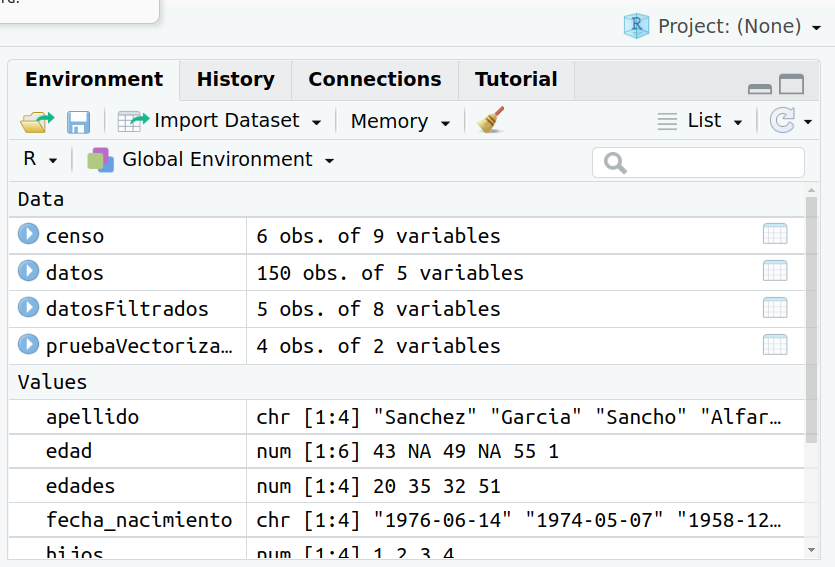 Project: (None)
Environment History Connections Tutorial
Import Dataset Memory List
R Global Environment
Data
censo 6 obs. of 9 variables
datos 150 obs. of 5 variables
datosFiltrados 5 obs. of 8 variables
pruebaVectoriza… 4 obs. of 2 variables
Values
apellido chr [1:4] "Sanchez" "Garcia" "Sancho" "Alfar…
edad num [1:6] 43 NA 49 NA 55 1
edades num [1:4] 20 35 32 51
fecha_nacimiento chr [1:4] "1976-06-14" "1974-05-07" "1958-12…
hijos num [1:4] 1 2 3 4